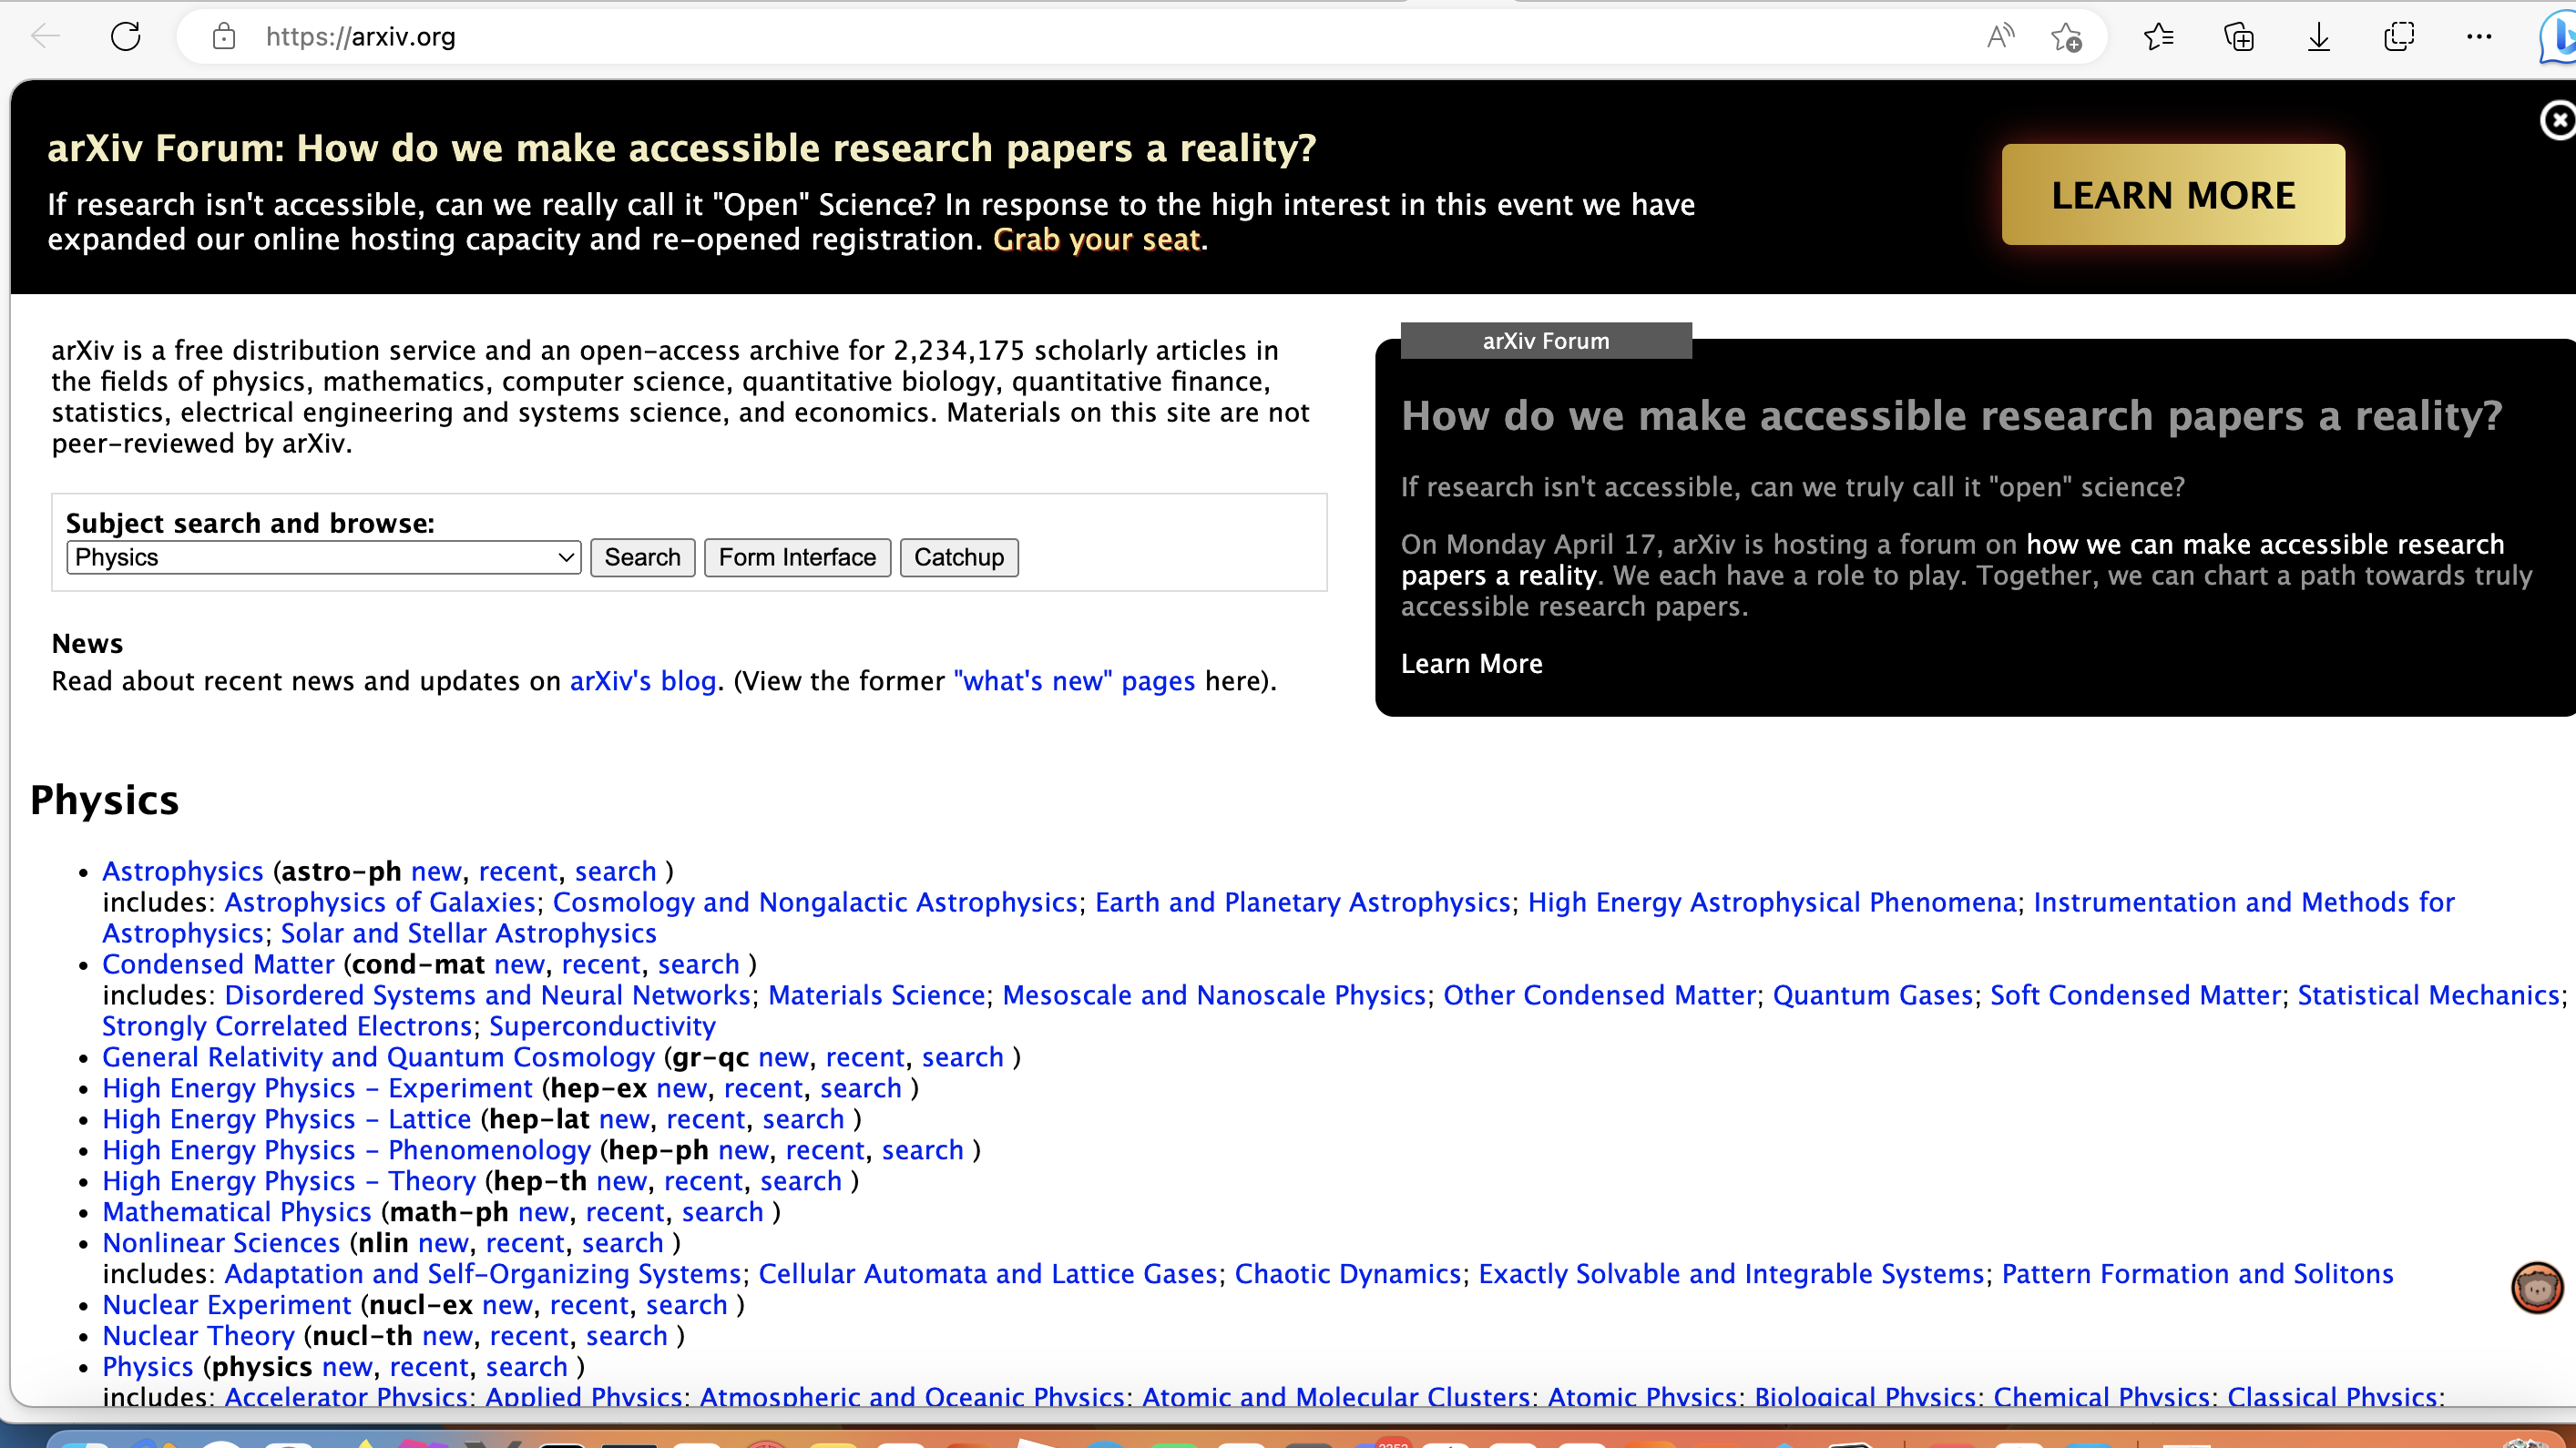 https://arxiv.org
arXiv Forum: How do we make accessible research papers a reality?
If research isn't accessible, can we really call it "Open" Science? In response to the high interest in this event we have
expanded our online hosting capacity and re-opened registration. Grab your seat.
LEARN MORE
arXiv is a free distribution service and an open-access archive for 2,234,175 scholarly articles in
the fields of physics, mathematics, computer science, quantitative biology, quantitative finance,
statistics, electrical engineering and systems science, and economics. Materials on this site are not
peer-reviewed by arXiv.
Subject search and browse:
Physics Search Form Interface Catchup
News
Read about recent news and updates on arXiv's blog. (View the former "what's new" pages here).
arXiv Forum
How do we make accessible research papers a reality?
If research isn't accessible, can we truly call it "open" science?
On Monday April 17, arXiv is hosting a forum on how we can make accessible research
papers a reality. We each have a role to play. Together, we can chart a path towards truly
accessible research papers.
Learn More
Physics
• Astrophysics (astro-ph new, recent, search )
includes: Astrophysics of Galaxies; Cosmology and Nongalactic Astrophysics; Earth and Planetary Astrophysics; High Energy Astrophysical Phenomena; Instrumentation and Methods for
Astrophysics; Solar and Stellar Astrophysics
• Condensed Matter (cond-mat new, recent, search )
includes: Disordered Systems and Neural Networks; Materials Science; Mesoscale and Nanoscale Physics; Other Condensed Matter; Quantum Gases; Soft Condensed Matter; Statistical Mechanics;
Strongly Correlated Electrons; Superconductivity
• General Relativity and Quantum Cosmology (gr-qc new, recent, search )
• High Energy Physics - Experiment (hep-ex new, recent, search )
• High Energy Physics - Lattice (hep-lat new, recent, search )
• High Energy Physics - Phenomenology (hep-ph new, recent, search )
• High Energy Physics - Theory (hep-th new, recent, search )
• Mathematical Physics (math-ph new, recent, search )
• Nonlinear Sciences (nlin new, recent, search )
includes: Adaptation and Self-Organizing Systems; Cellular Automata and Lattice Gases; Chaotic Dynamics; Exactly Solvable and Integrable Systems; Pattern Formation and Solitons
• Nuclear Experiment (nucl-ex new, recent, search )
• Nuclear Theory (nucl-th new, recent, search )
• Physics (physics new, recent, search )
includes: Accelerator Physics; Applied Physics; Atmospheric and Oceanic Physics; Atomic and Molecular Clusters; Atomic Physics; Biological Physics; Chemical Physics; Classical Physics;